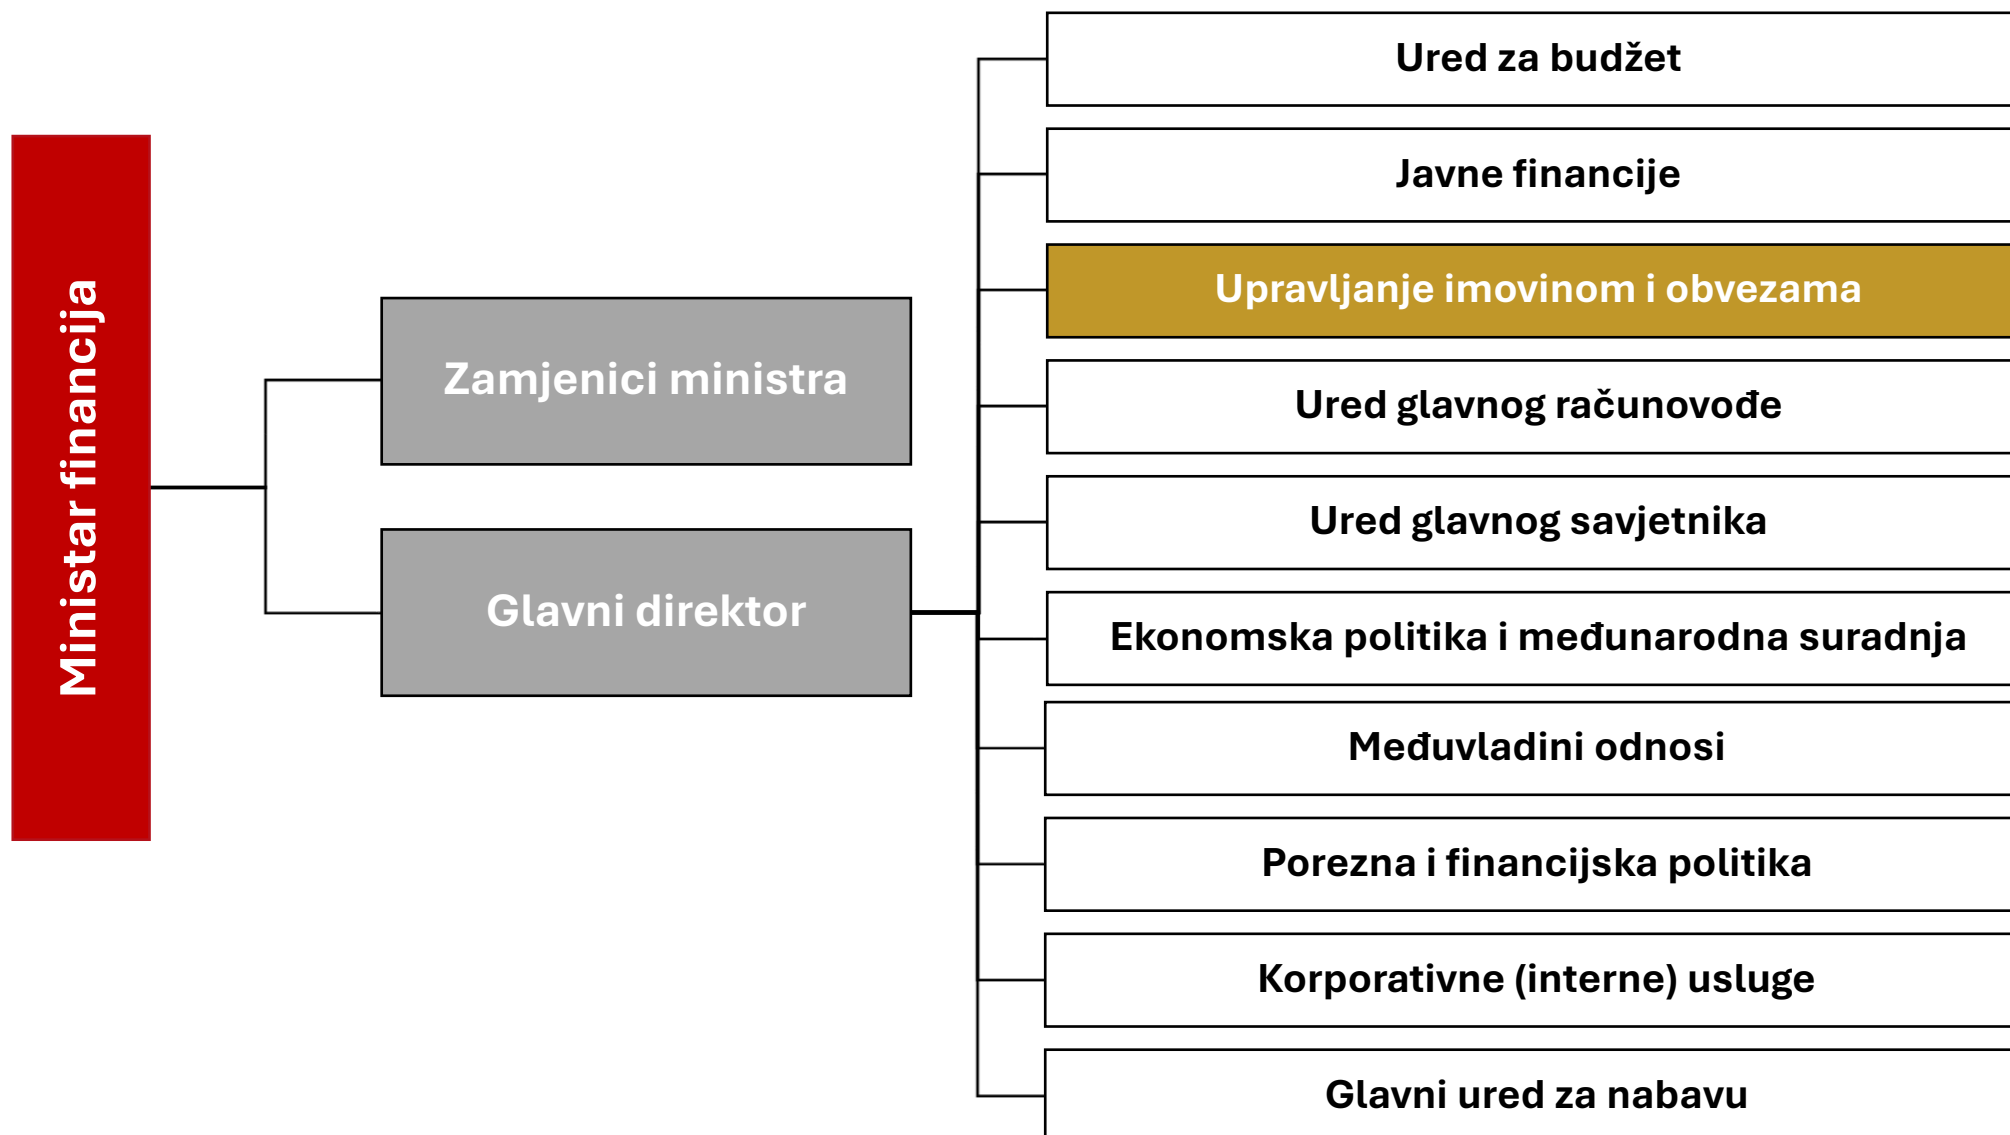 Ministar financija
Zamjenici ministra
Glavni direktor
Ured za budžet
Javne financije
Upravljanje imovinom i obvezama
Ured glavnog računovođe
Ured glavnog savjetnika
Ekonomska politika i međunarodna suradnja
Međuvladini odnosi
Porezna i financijska politika
Korporativne (interne) usluge
Glavni ured za nabavu